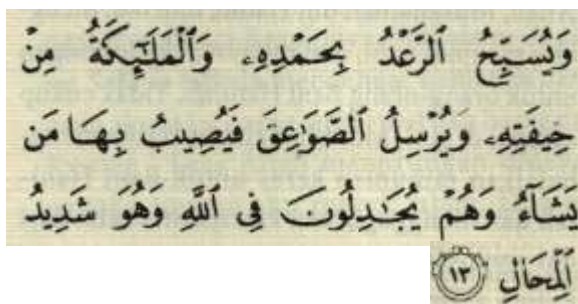 وَيُسَبِّحُ ٱلرَّعْدُ بِحَمْدِهِۦ وَٱلْمَلَٰٓئِكَةُ مِنْ
خِيفَتِهِۦ وَيُرْسِلُ ٱلصَّوَٰعِقَ فَيُصِيبُ بِهَا مَن
يَشَآءُ وَهُمْ يُجَٰدِلُونَ فِى ٱللَّهِ وَهُوَ شَدِيدُ
ٱلْمِحَالِ ١٣